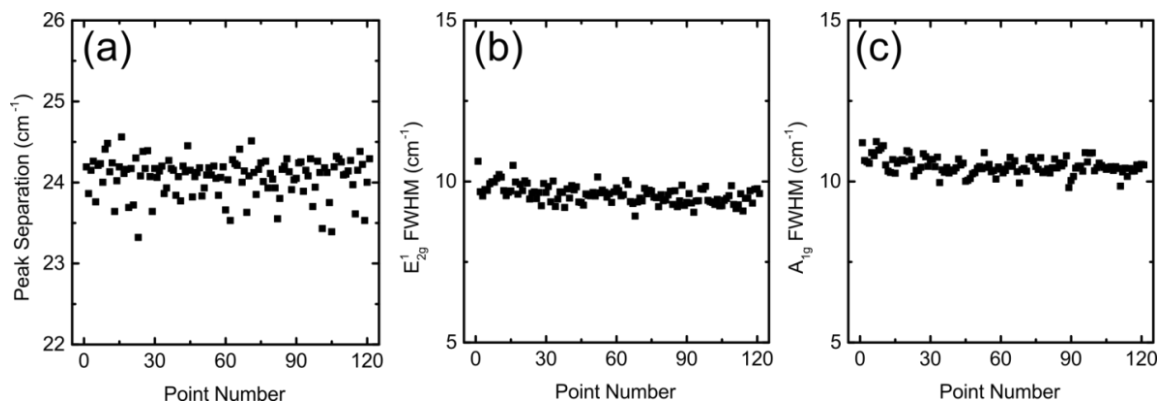 (a)
26
25
24
23
22
Peak Separation (cm⁻¹)
0 30 60 90 120
Point Number
(b)
15
10
5
E¹₂g FWHM (cm⁻¹)
0 30 60 90 120
Point Number
(c)
15
10
5
A₁g FWHM (cm⁻¹)
0 30 60 90 120
Point Number